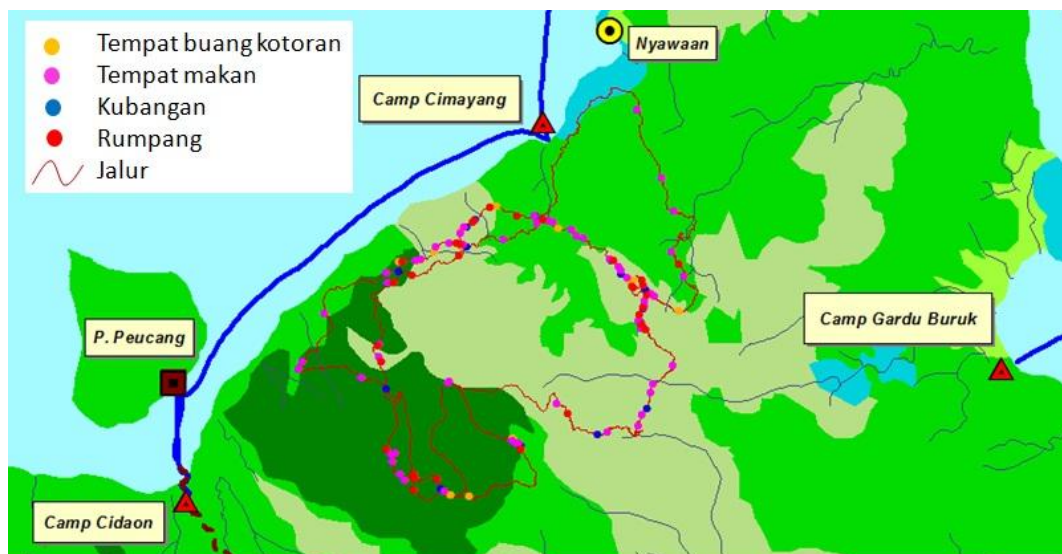 Tempat buang kotoran
Tempat makan
Kubangan
Rumpang
Jalur
Nyawaan
Camp Cimayang
P. Peucang
Camp Gardu Buruk
Camp Cidaon